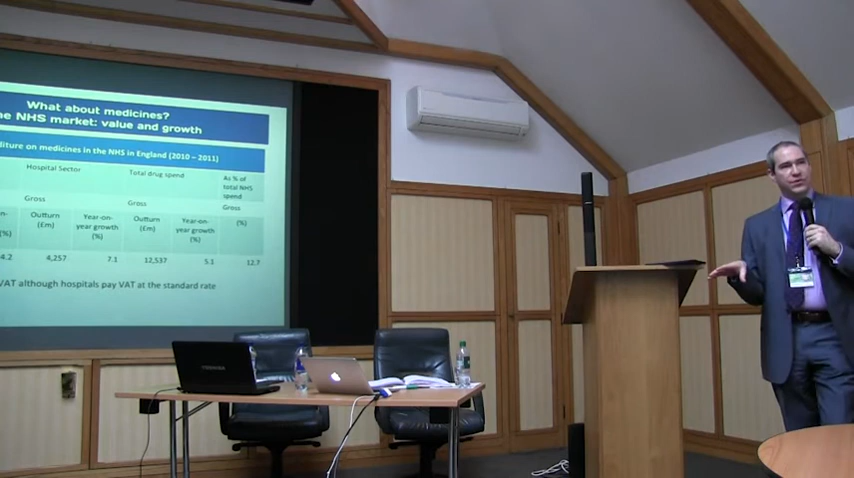 What about medicines?
he NHS market: value and growth
diture on medicines in the NHS in England (2010 – 2011)
Hospital Sector
Total drug spend
As % of
total NHS
spend
Gross
Gross
Gross
on-
(%)
Outturn
(£m)
Year-on-
year growth
(%)
Outturn
(£m)
Year-on-
year growth
(%)
(%)
4.2
4,257
7.1
12,537
5.1
12.7
VAT although hospitals pay VAT at the standard rate
TOSHIBA